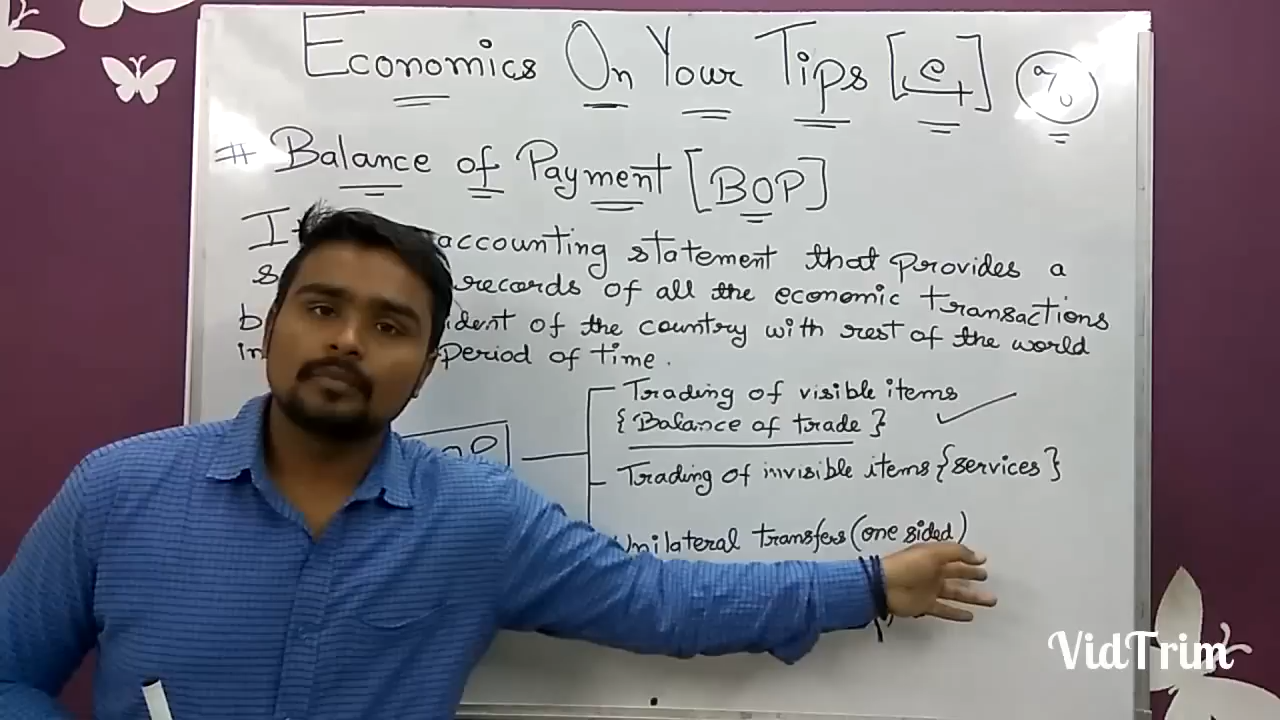 Economics On Your Tips [e+]
# Balance of Payment [BOP]
accounting statement that provides a
records of all the economic transactions
of the country with rest of the world
period of time.
Trading of visible items
{Balance of trade}
Trading of invisible items {services}
Unilateral transfers (one sided)
VidTrim